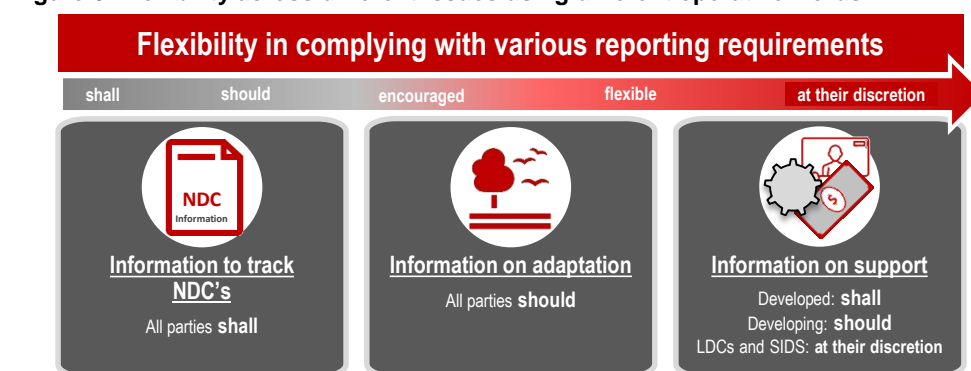 Flexibility in complying with various reporting requirements
shall should encouraged flexible at their discretion
NDC
Information
Information to track
NDC's
All parties shall
Information on adaptation
All parties should
$
Information on support
Developed: shall
Developing: should
LDCs and SIDS: at their discretion